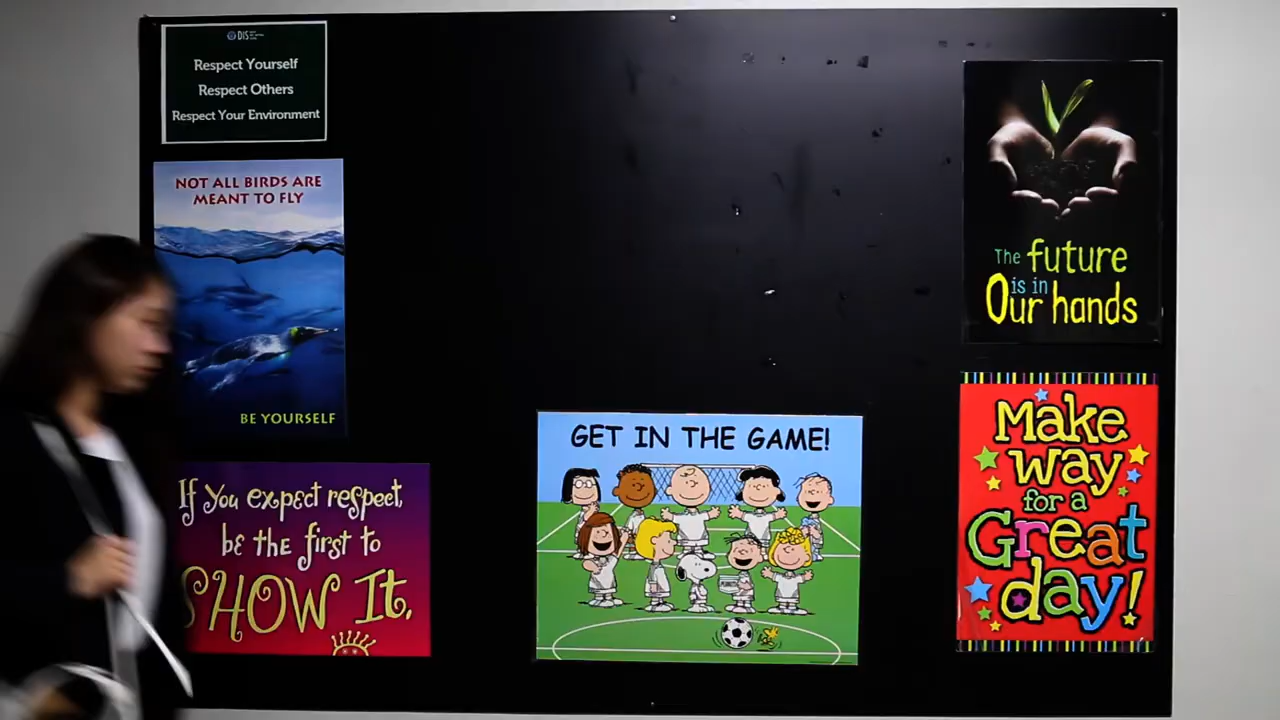 DIS
Respect Yourself
Respect Others
Respect Your Environment
NOT ALL BIRDS ARE
MEANT TO FLY
BE YOURSELF
If You expect respect,
be the first to
SHOW It.
GET IN THE GAME!
The future
is in
Our hands
Make
way
for a
Great
day!